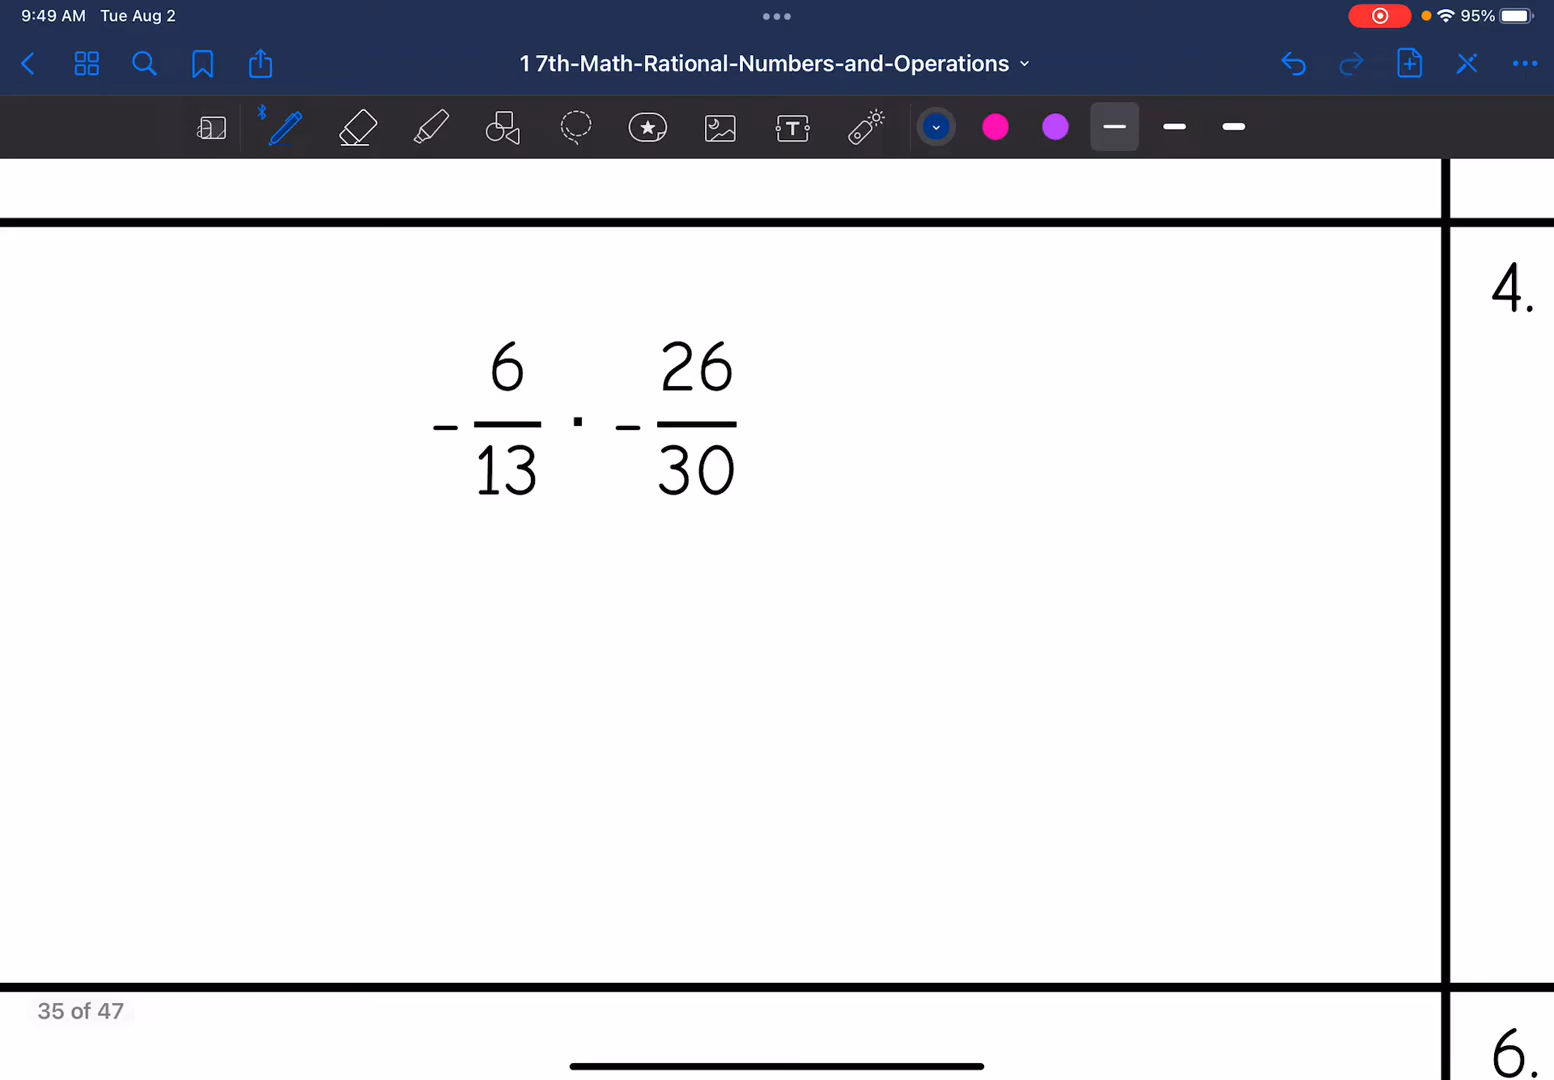 9:49 AM Tue Aug 2
95%
1 7th-Math-Rational-Numbers-and-Operations
T
4.
- 6/13 · - 26/30
35 of 47
6.